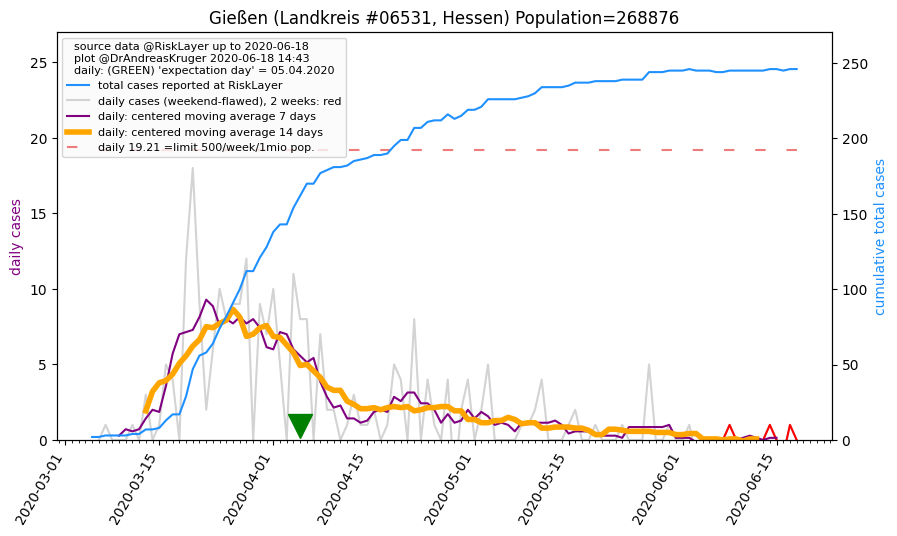 Gießen (Landkreis #06531, Hessen) Population=268876
source data @RiskLayer up to 2020-06-18
plot @DrAndreasKruger 2020-06-18 14:43
daily: (GREEN) 'expectation day' = 05.04.2020
total cases reported at RiskLayer
daily cases (weekend-flawed), 2 weeks: red
daily: centered moving average 7 days
daily: centered moving average 14 days
daily 19.21 =limit 500/week/1mio pop.
daily cases
25
20
15
10
5
0
cumulative total cases
250
200
150
100
50
0
2020-03-01
2020-03-15
2020-04-01
2020-04-15
2020-05-01
2020-05-15
2020-06-01
2020-06-15